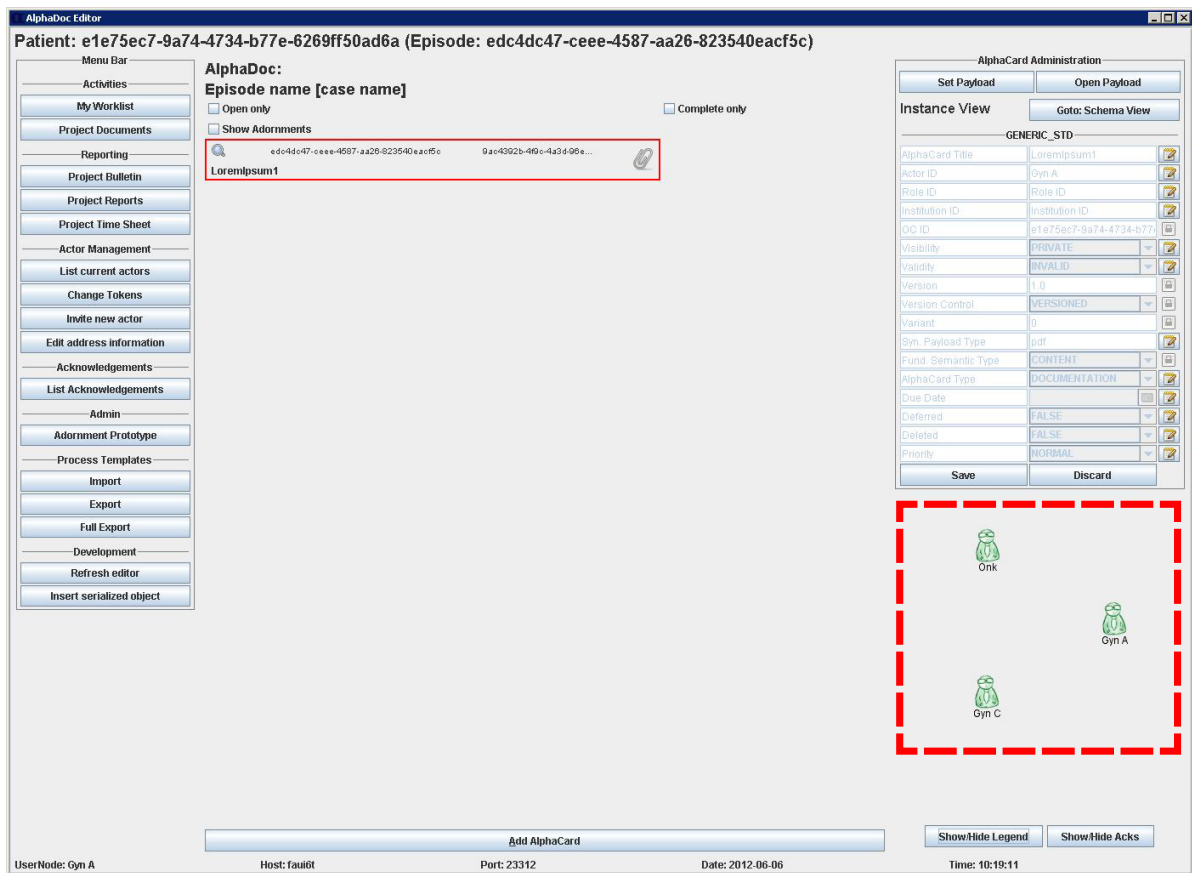 AlphaDoc Editor
Patient: e1e75ec7-9a74-4734-b77e-6269ff50ad6a (Episode: edc4dc47-ceee-4587-aa26-823540eacf5c)
Menu Bar
Activities
My Worklist
Project Documents
Reporting
Project Bulletin
Project Reports
Project Time Sheet
Actor Management
List current actors
Change Tokens
Invite new actor
Edit address information
Acknowledgements
List Acknowledgements
Admin
Adornment Prototype
Process Templates
Import
Export
Full Export
Development
Refresh editor
Insert serialized object
AlphaDoc:
Episode name [case name]
Open only
Complete only
Show Adornments
edc4dc47-ceee-4587-aa26-823540eacf5c 9ac4392b-4f9c-4a3d-96e...
LoremIpsum1
Add AlphaCard
AlphaCard Administration
Set Payload Open Payload
Instance View Goto: Schema View
GENERIC_STD
AlphaCard Title LoremIpsum1
Actor ID Gyn A
Role ID Role ID
Institution ID Institution ID
OC ID e1e75ec7-9a74-4734-b77
Visibility PRIVATE
Validity INVALID
Version 1.0
Version Control VERSIONED
Variant 0
Syn. Payload Type pdf
Fund. Semantic Type CONTENT
AlphaCard Type DOCUMENTATION
Due Date
Deferred FALSE
Deleted FALSE
Priority NORMAL
Save Discard
Onk
Gyn A
Gyn C
Show/Hide Legend Show/Hide Acks
UserNode: Gyn A Host: faui6t Port: 23312 Date: 2012-06-06 Time: 10:19:11